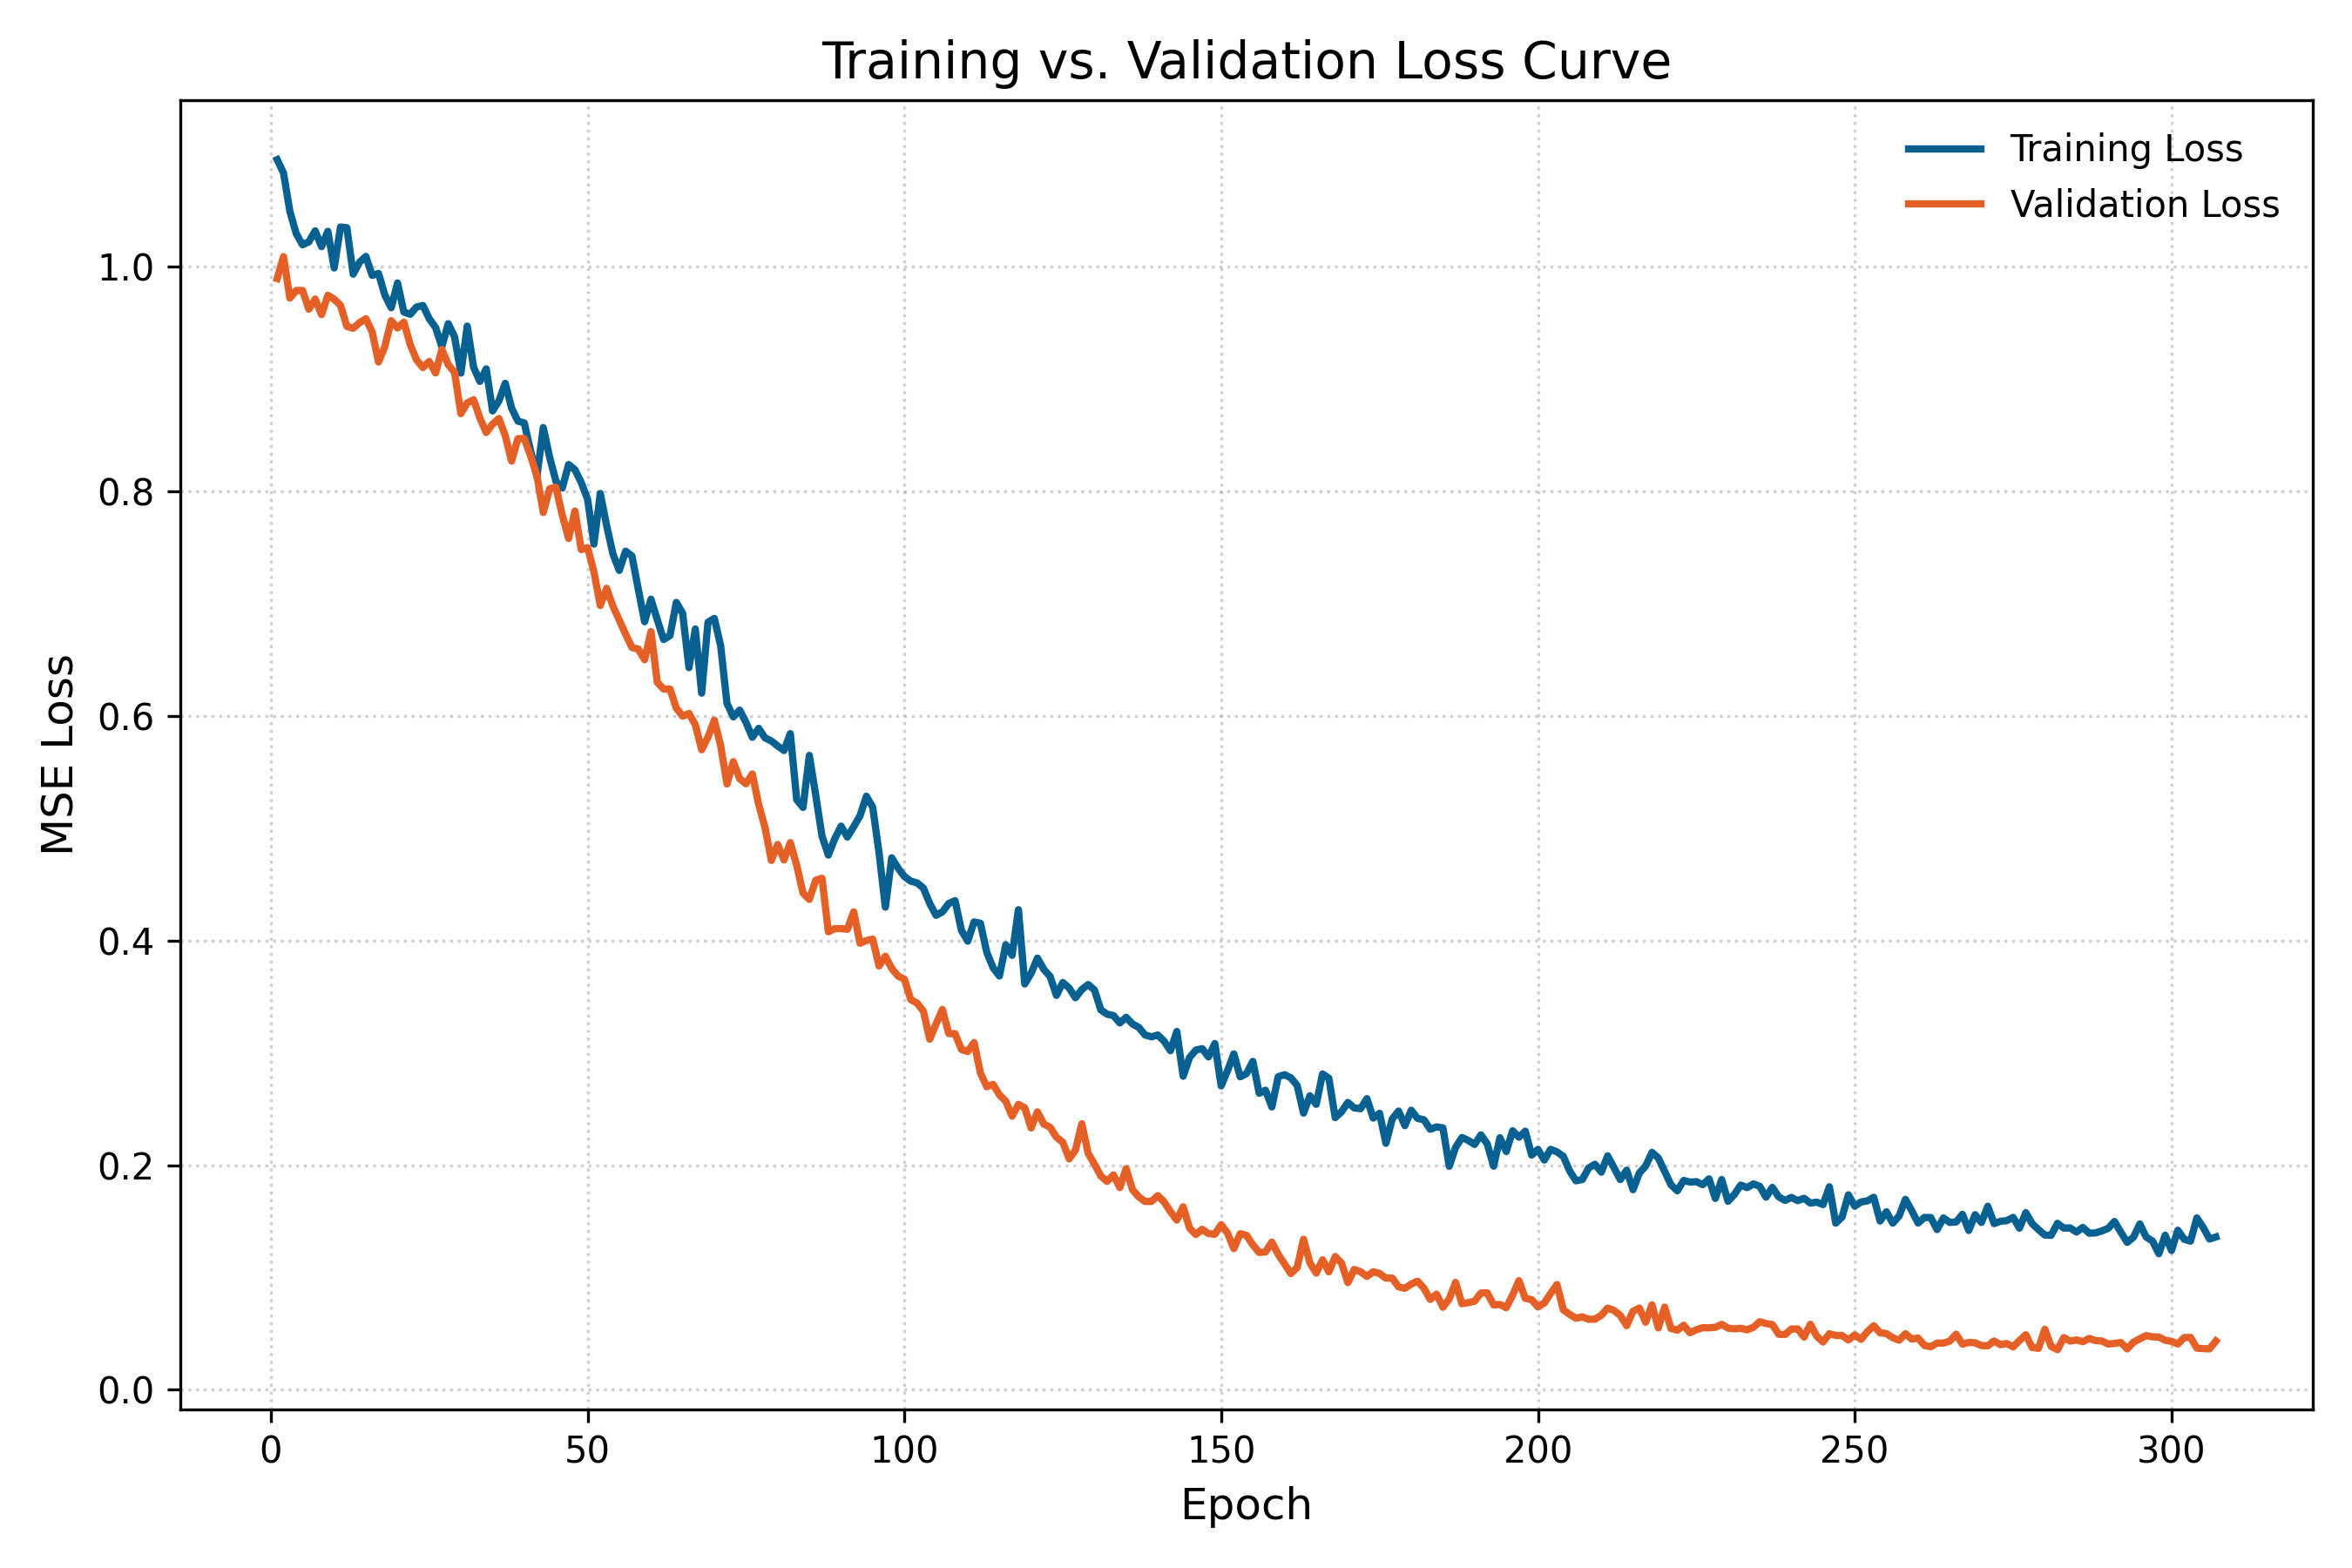 Training vs. Validation Loss Curve
Training Loss
Validation Loss
MSE Loss
1.0
0.8
0.6
0.4
0.2
0.0
0 50 100 150 200 250 300
Epoch